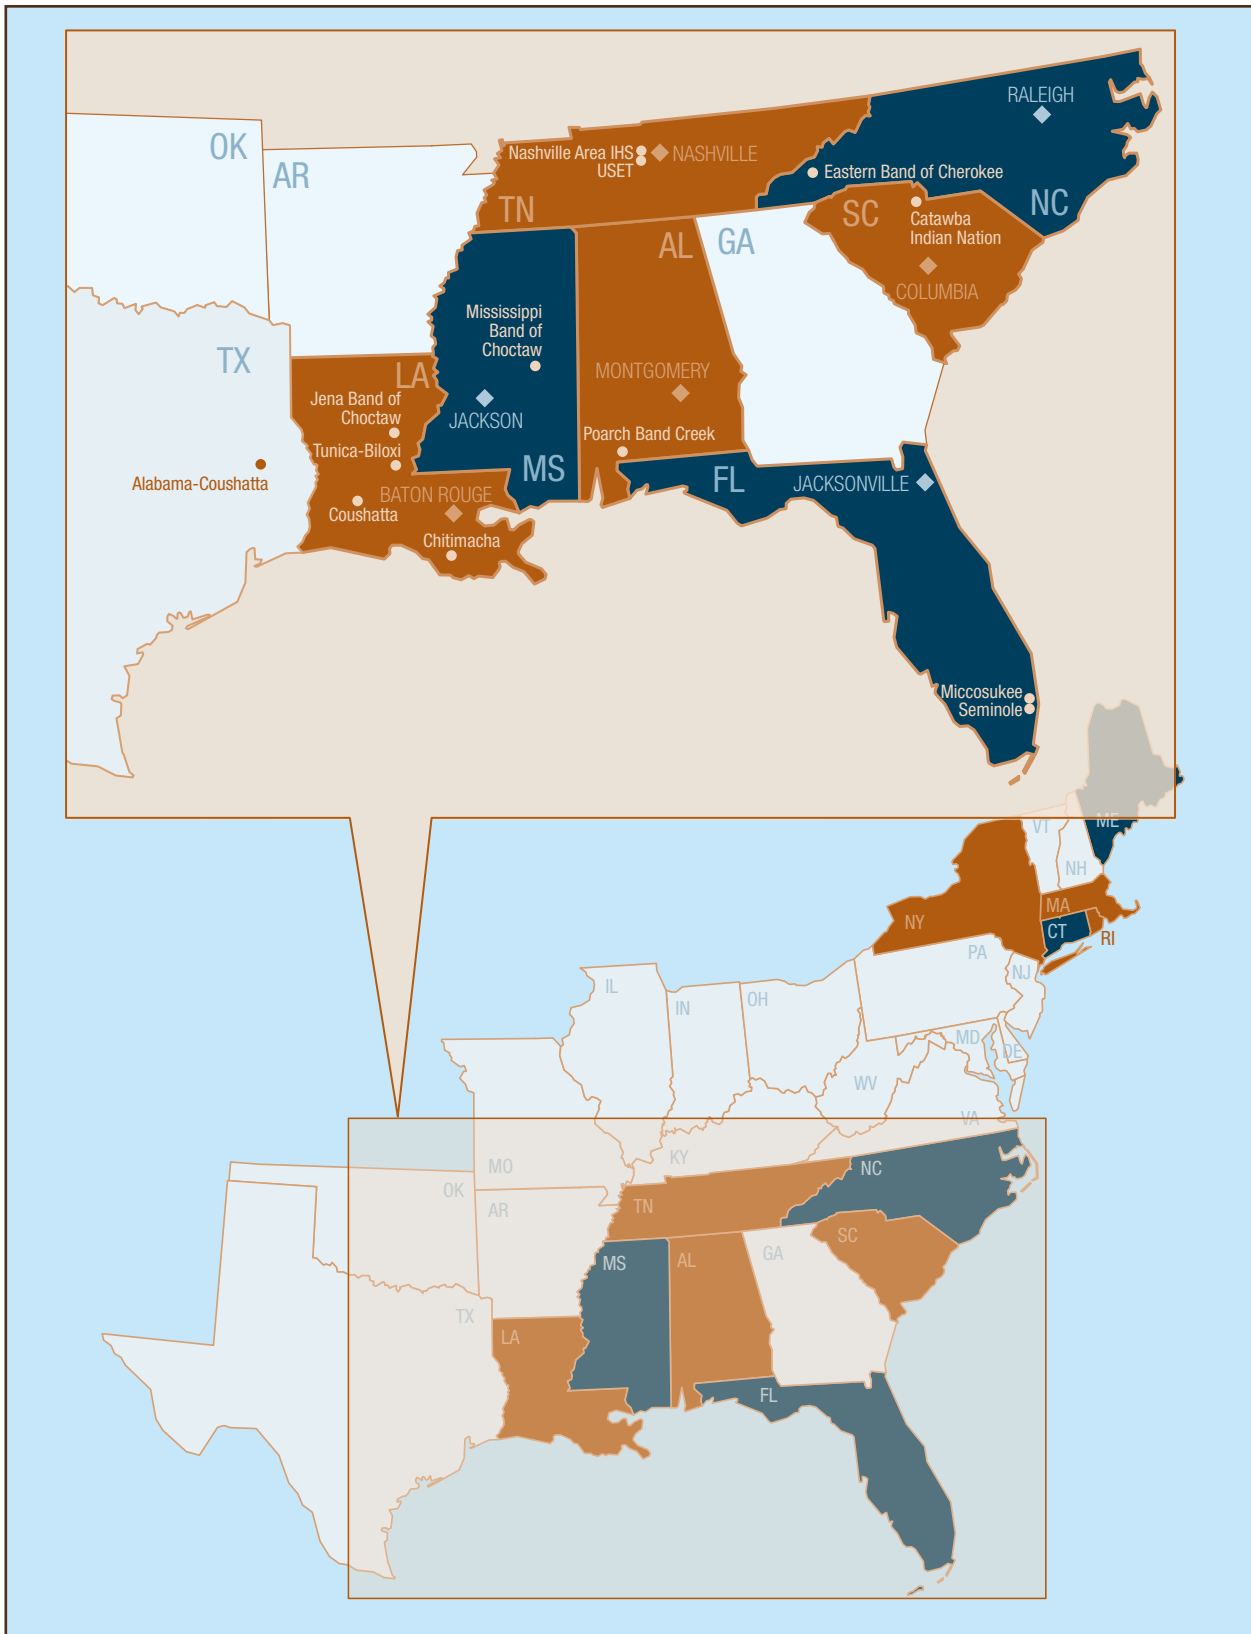 RALEIGH
OK
AR
Nashville Area IHS
USET
NASHVILLE
Eastern Band of Cherokee
TN
SC
NC
Catawba
Indian Nation
AL
GA
COLUMBIA
Mississippi
Band of
Choctaw
TX
LA
MONTGOMERY
Jena Band of
Choctaw
JACKSON
Poarch Band Creek
Tunica-Biloxi
MS
FL
JACKSONVILLE
Alabama-Coushatta
BATON ROUGE
Coushatta
Chitimacha
Miccosukee
Seminole
VT
ME
NH
MA
NY
CT
RI
PA
NJ
IL
IN
OH
MD
DE
WV
VA
KY
MO
NC
OK
AR
TN
SC
MS
AL
GA
TX
LA
FL